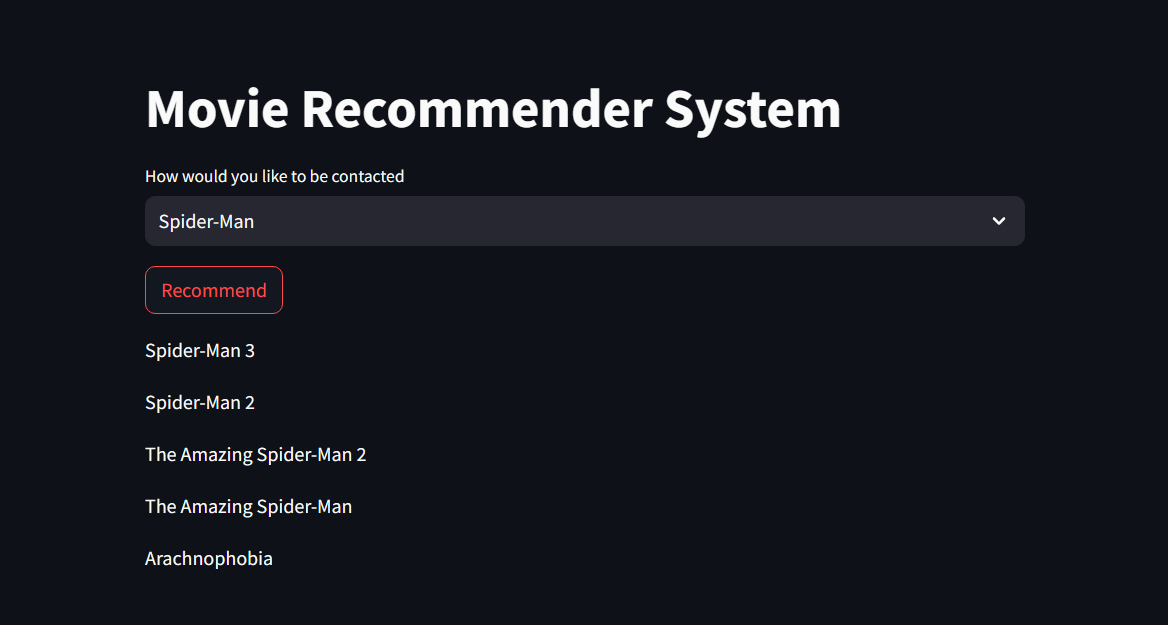 Movie Recommender System
How would you like to be contacted
Spider-Man
Recommend
Spider-Man 3
Spider-Man 2
The Amazing Spider-Man 2
The Amazing Spider-Man
Arachnophobia